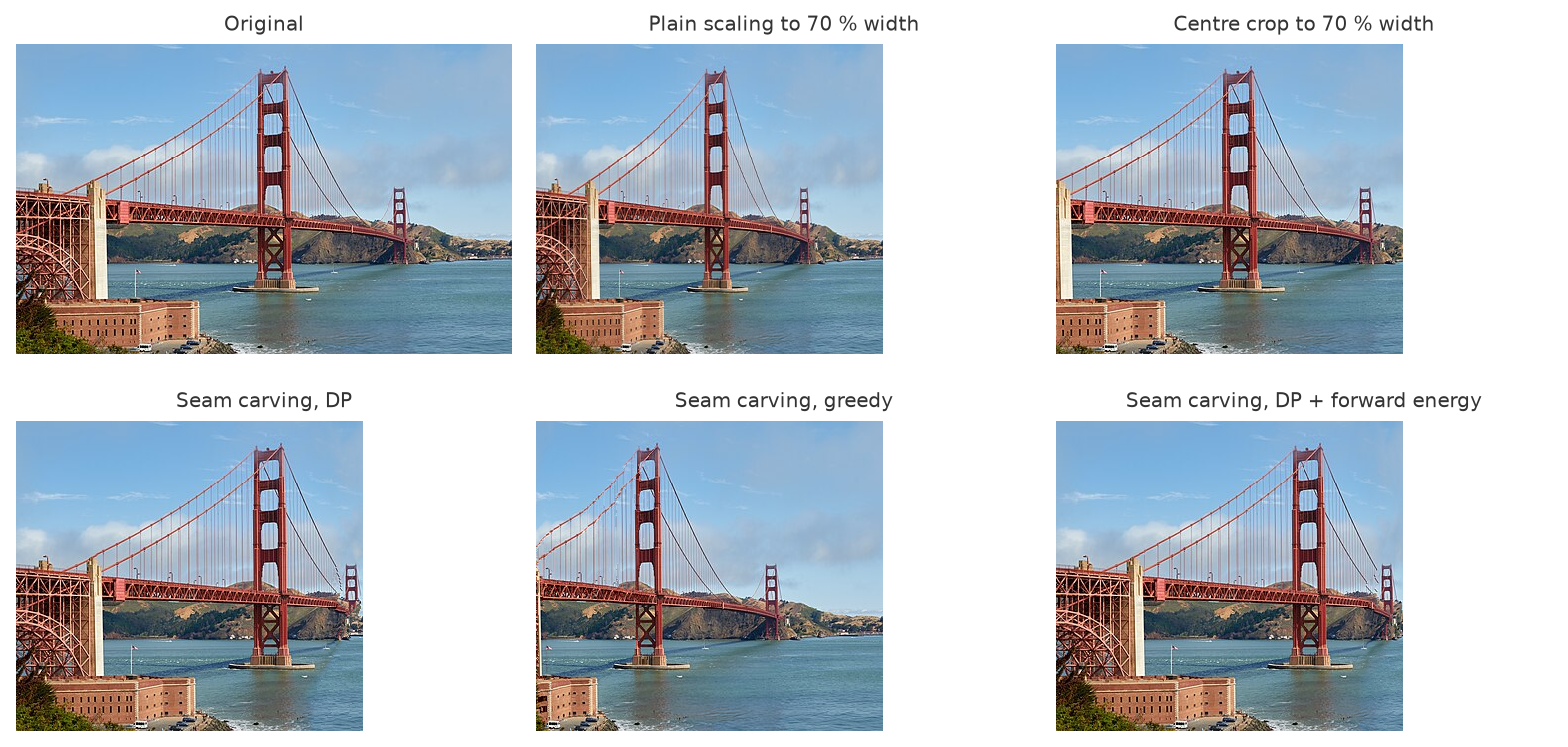 Original
Plain scaling to 70 % width
Centre crop to 70 % width
Seam carving, DP
Seam carving, greedy
Seam carving, DP + forward energy